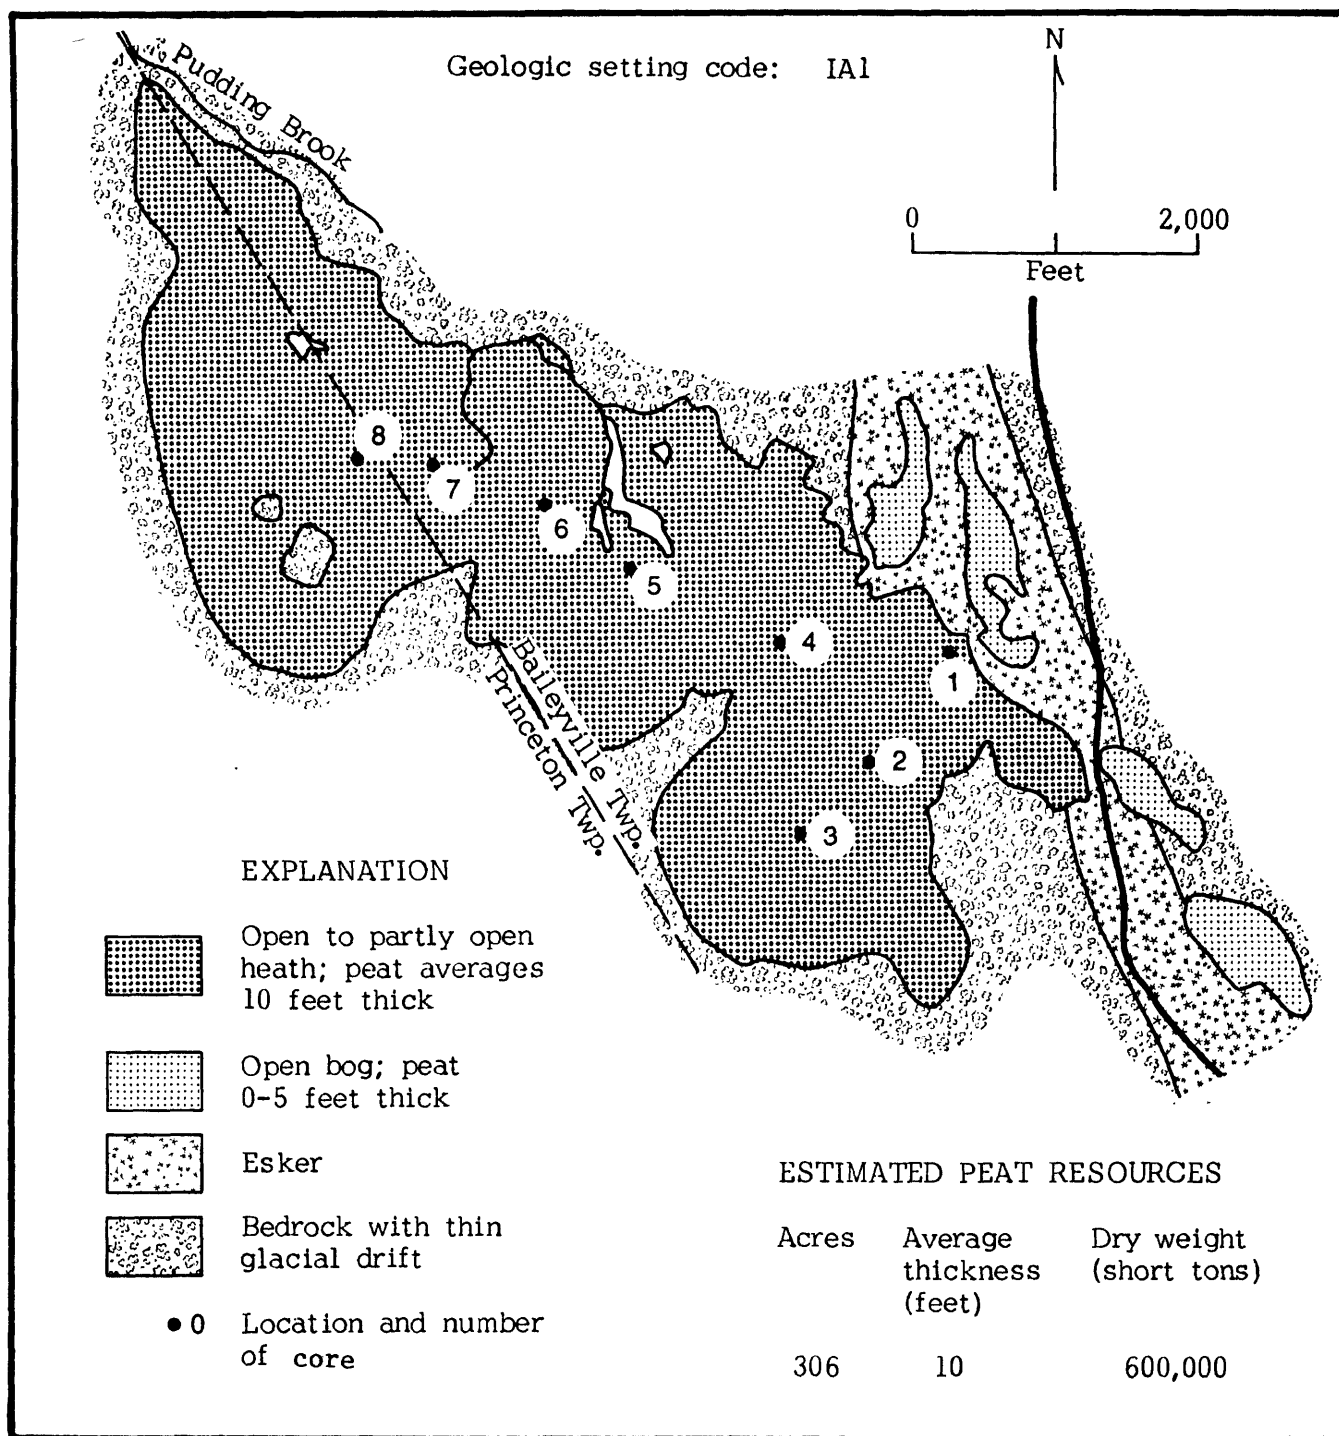 Geologic setting code: IA1
N
Pudding Brook
0 2,000
Feet
8
7
6
5
4
1
2
3
Baileyville Twp.
Princeton Twp.
EXPLANATION
Open to partly open
heath; peat averages
10 feet thick
Open bog; peat
0-5 feet thick
Esker
Bedrock with thin
glacial drift
0 Location and number
of core
ESTIMATED PEAT RESOURCES
Acres Average Dry weight
thickness (short tons)
(feet)
306 10 600,000